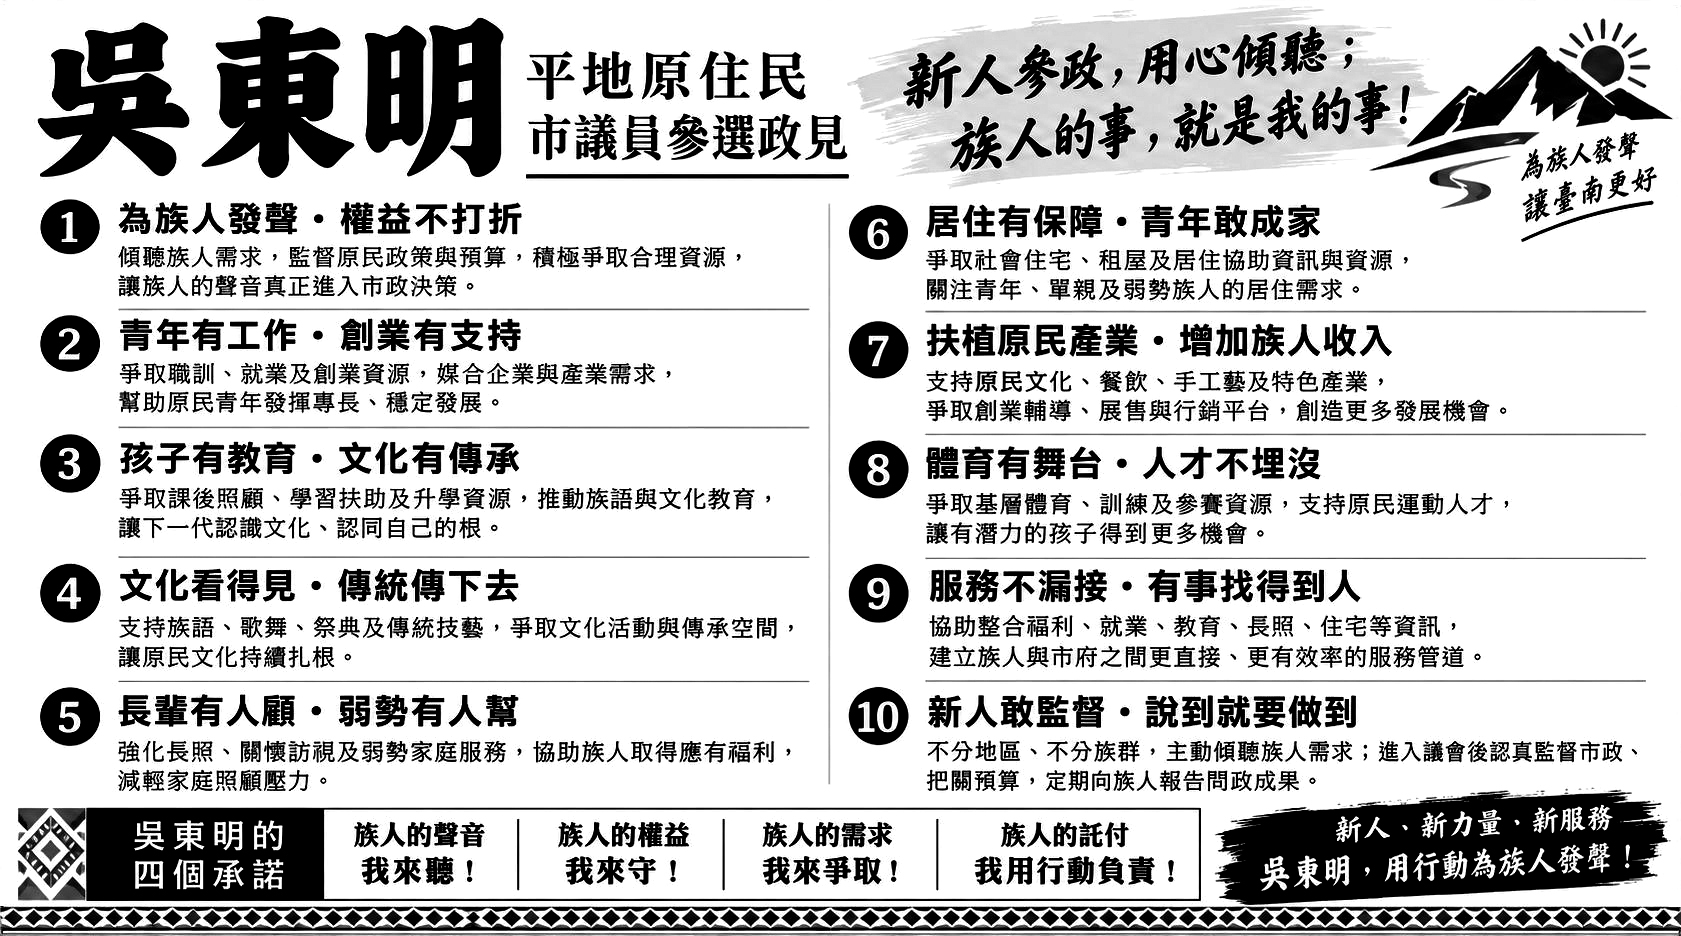 吳東明
平地原住民
市議員參選政見
新人參政，用心傾聽；
族人的事，就是我的事！
為族人發聲
讓臺南更好
1 為族人發聲・權益不打折
傾聽族人需求，監督原民政策與預算，積極爭取合理資源，
讓族人的聲音真正進入市政決策。
2 青年有工作・創業有支持
爭取職訓、就業及創業資源，媒合企業與產業需求，
幫助原民青年發揮專長、穩定發展。
3 孩子有教育・文化有傳承
爭取課後照顧、學習扶助及升學資源，推動族語與文化教育，
讓下一代認識文化、認同自己的根。
4 文化看得見・傳統傳下去
支持族語、歌舞、祭典及傳統技藝，爭取文化活動與傳承空間，
讓原民文化持續扎根。
5 長輩有人顧・弱勢有人幫
強化長照、關懷訪視及弱勢家庭服務，協助族人取得應有福利，
減輕家庭照顧壓力。
6 居住有保障・青年敢成家
爭取社會住宅、租屋及居住協助資訊與資源，
關注青年、單親及弱勢族人的居住需求。
7 扶植原民產業・增加族人收入
支持原民文化、餐飲、手工藝及特色產業，
爭取創業輔導、展售與行銷平台，創造更多發展機會。
8 體育有舞台・人才不埋沒
爭取基層體育、訓練及參賽資源，支持原民運動人才，
讓有潛力的孩子得到更多機會。
9 服務不漏接・有事找得到人
協助整合福利、就業、教育、長照、住宅等資訊，
建立族人與市府之間更直接、更有效率的服務管道。
10 新人敢監督・說到就要做到
不分地區、不分族群，主動傾聽族人需求；進入議會後認真監督市政、
把關預算，定期向族人報告問政成果。
吳東明的
四個承諾
族人的聲音
我來聽！
族人的權益
我來守！
族人的需求
我來爭取！
族人的託付
我用行動負責！
新人、新力量．新服務
吳東明，用行動為族人發聲！